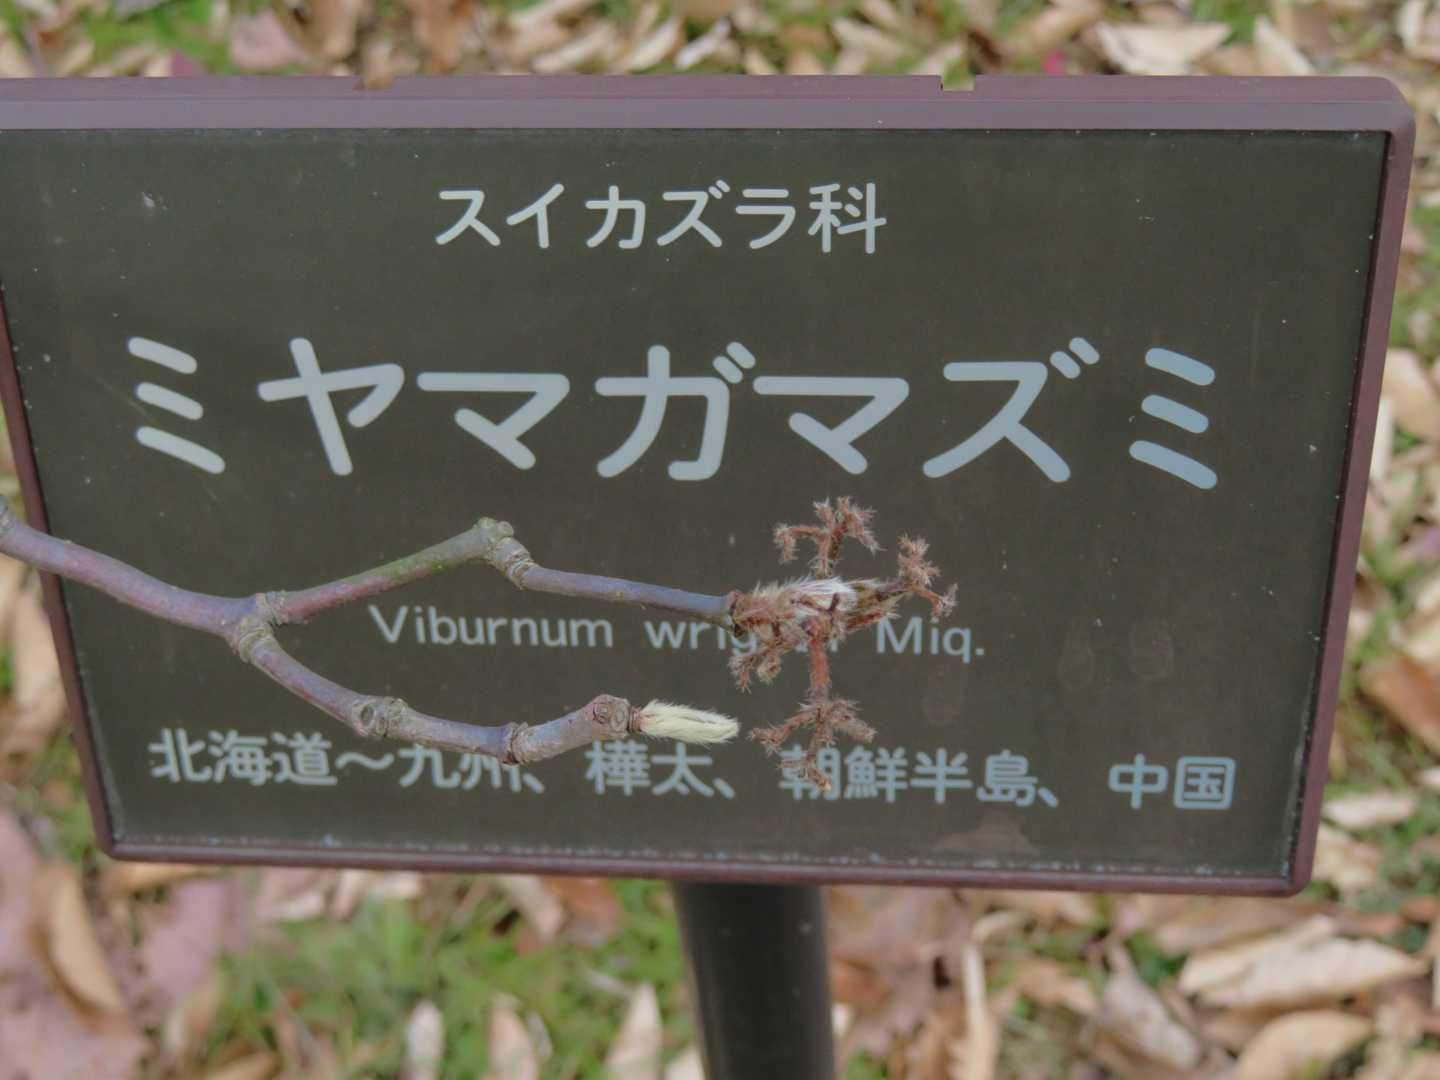 スイカズラ科
ミヤマガマズミ
Viburnum Miq.
北海道～九州、樺太、朝鮮半島、中国